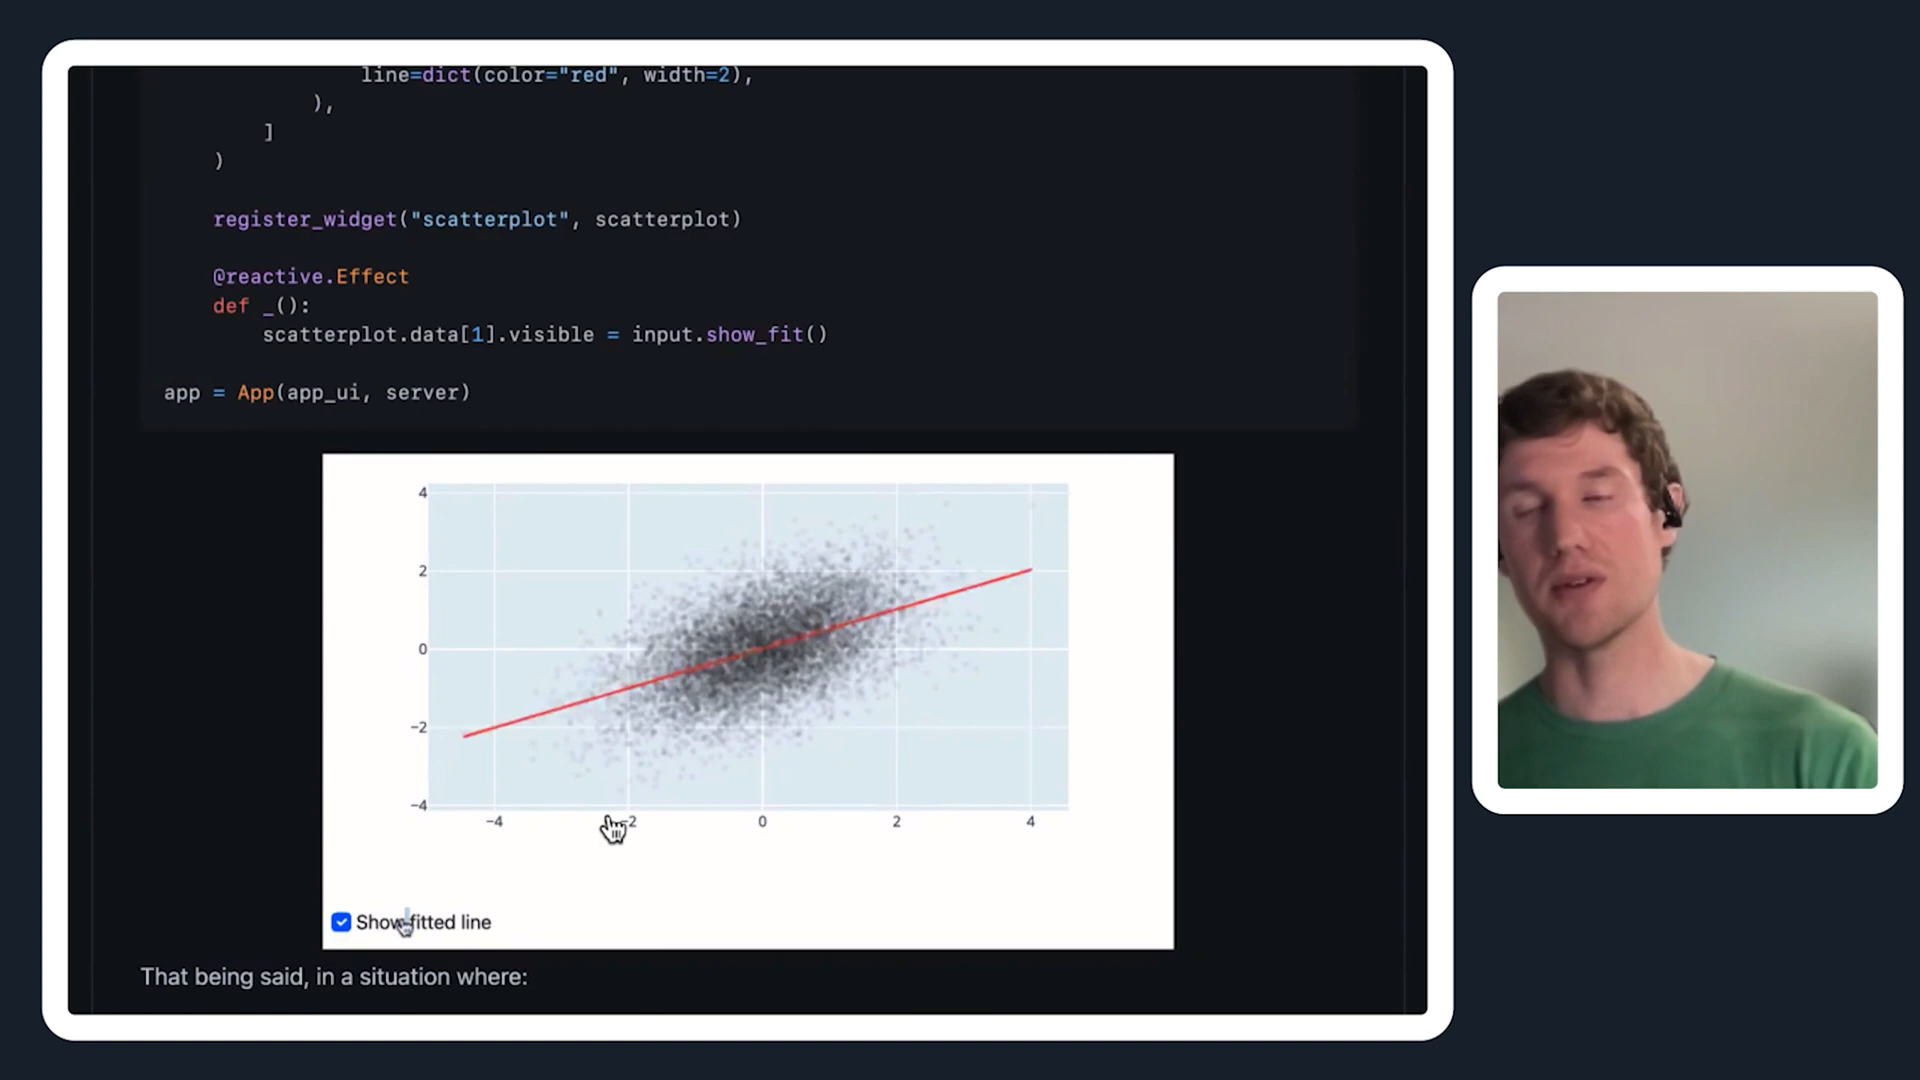 line=dict(color="red", width=2),
),
]
)
register_widget("scatterplot", scatterplot)
@reactive.Effect
def _():
scatterplot.data[1].visible = input.show_fit()
app = App(app_ui, server)
4
2
0
−2
−4
−4 −2 0 2 4
Show fitted line
That being said, in a situation where: